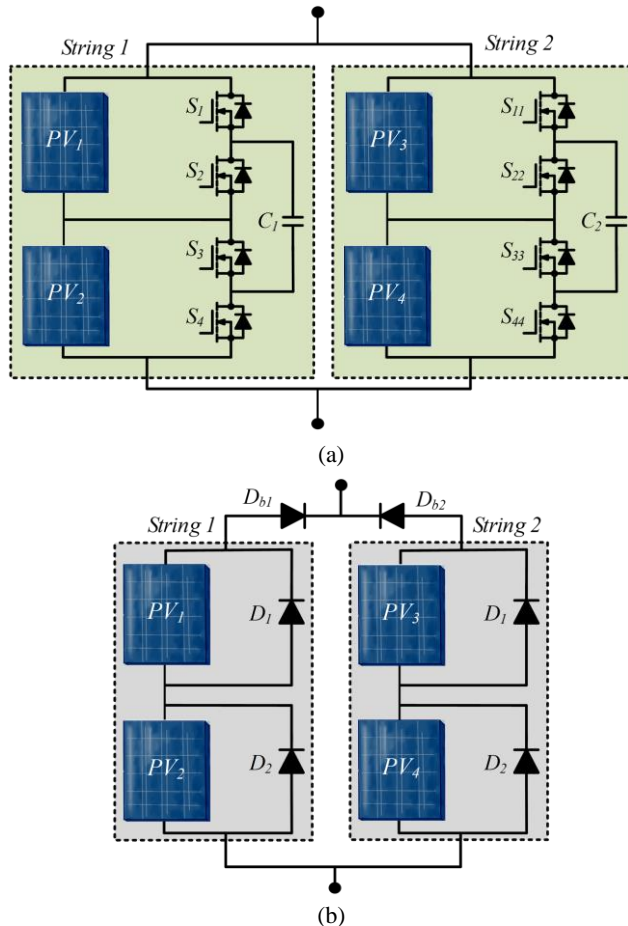 String 1
String 2
PV1
S1
S2
C1
PV2
S3
S4
PV3
S11
S22
C2
PV4
S33
S44
(a)
Db1
Db2
String 1
String 2
PV1
D1
PV2
D2
PV3
D1
PV4
D2
(b)